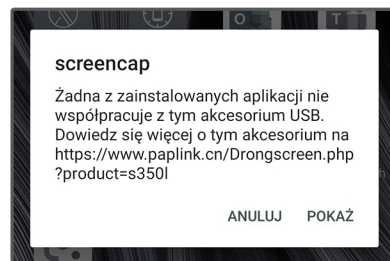 O
T
screencap
Żadna z zainstalowanych aplikacji nie
współpracuje z tym akcesorium USB.
Dowiedz się więcej o tym akcesorium na
https://www.paplink.cn/Drongscreen.php
?product=s350l
h
ANULUJ POKAŻ